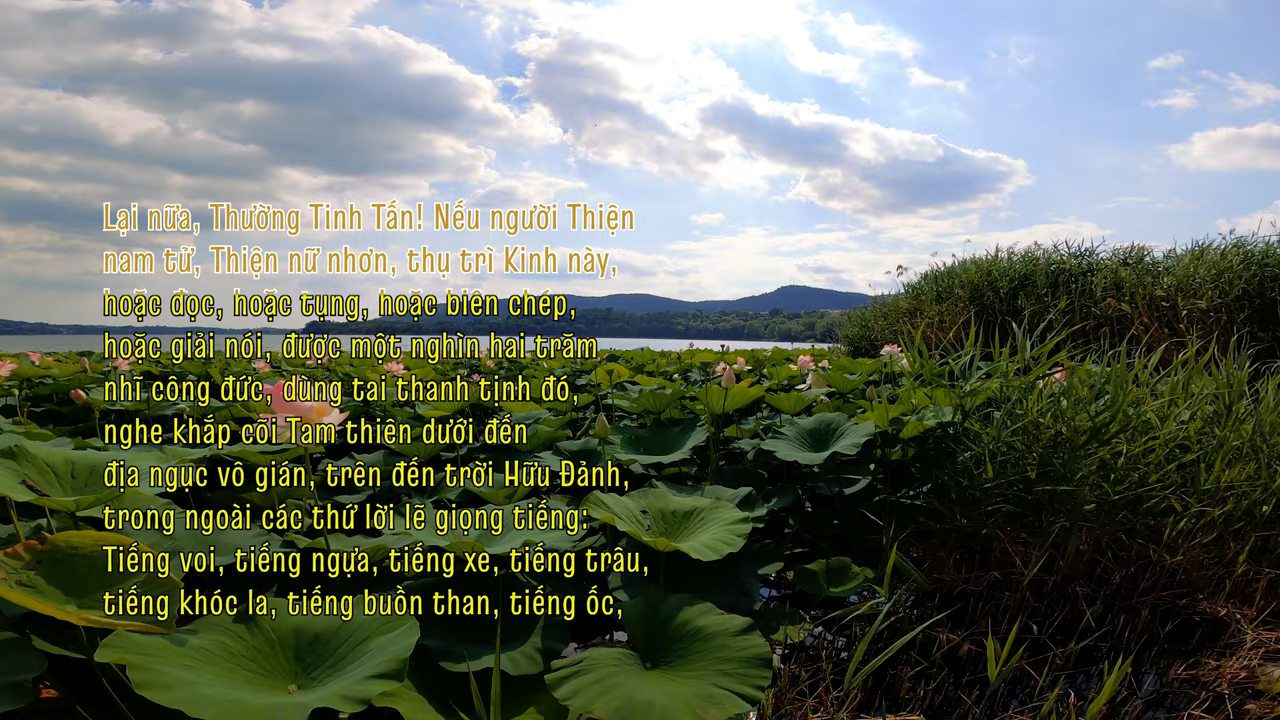 Lại nữa, Thường Tinh Tấn! Nếu người Thiện
nam tử, Thiện nữ nhơn, thụ trì Kinh này,
hoặc đọc, hoặc tụng, hoặc biên chép,
hoặc giải nói, được một nghìn hai trăm
nhĩ công đức, dùng tai thanh tịnh đó,
nghe khắp cõi Tam thiên dưới đến
địa ngục vô gián, trên đến trời Hữu Đảnh,
trong ngoài các thứ lời lẽ giọng tiếng:
Tiếng voi, tiếng ngựa, tiếng xe, tiếng trâu,
tiếng khóc la, tiếng buồn than, tiếng ốc,